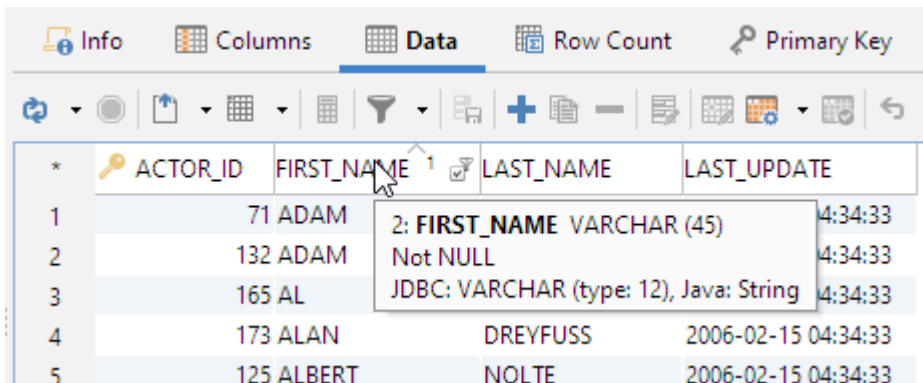 Info Columns Data Row Count Primary Key
* ACTOR_ID FIRST_NAME 1 LAST_NAME LAST_UPDATE
1 71 ADAM 4:34:33
2 132 ADAM 4:34:33
3 165 AL 4:34:33
2: FIRST_NAME VARCHAR (45)
Not NULL
JDBC: VARCHAR (type: 12), Java: String
4 173 ALAN DREYFUSS 2006-02-15 04:34:33
5 125 ALBERT NOLTE 2006-02-15 04:34:33